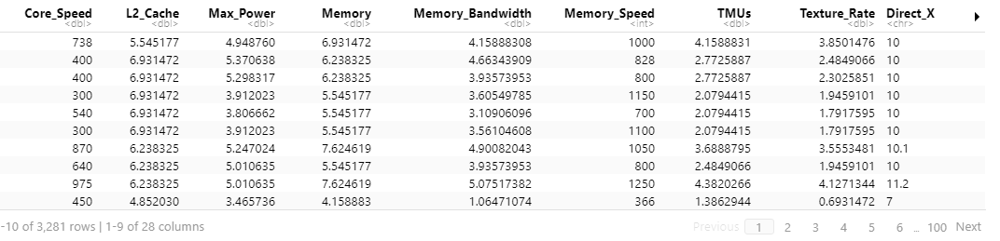 Core_Speed L2_Cache Max_Power Memory Memory_Bandwidth Memory_Speed TMUs Texture_Rate Direct_X
<dbl> <dbl> <dbl> <dbl> <dbl> <int> <dbl> <dbl> <chr>
738 5.545177 4.948760 6.931472 4.15888308 1000 4.1588831 3.8501476 10
400 6.931472 5.370638 6.238325 4.66343909 828 2.7725887 2.4849066 10
400 6.931472 5.298317 6.238325 3.93573953 800 2.7725887 2.3025851 10
300 6.931472 3.912023 5.545177 3.60549785 1150 2.0794415 1.9459101 10
540 6.931472 3.806662 5.545177 3.10906096 700 2.0794415 1.7917595 10
300 6.931472 3.912023 5.545177 3.56104608 1100 2.0794415 1.7917595 10
870 6.238325 5.247024 7.624619 4.90082043 1050 3.6888795 3.5553481 10.1
640 6.238325 5.010635 5.545177 3.93573953 800 2.4849066 1.9459101 10
975 6.238325 5.010635 7.624619 5.07517382 1250 4.3820266 4.1271344 11.2
450 4.852030 3.465736 4.158883 1.06471074 366 1.3862944 0.6931472 7
-10 of 3,281 rows | 1-9 of 28 columns Previous 1 2 3 4 5 6 ... 100 Next